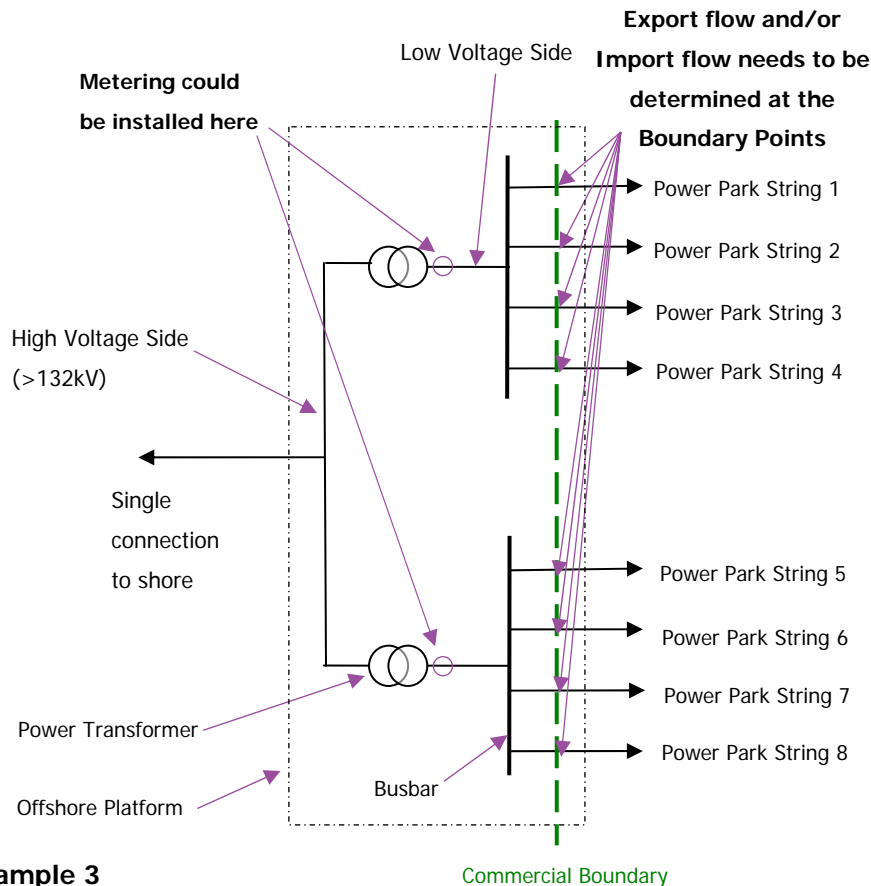 Export flow and/or
Import flow needs to be
determined at the
Boundary Points
Low Voltage Side
Metering could
be installed here
Power Park String 1
Power Park String 2
Power Park String 3
Power Park String 4
High Voltage Side
(>132kV)
Single
connection
to shore
Power Park String 5
Power Park String 6
Power Park String 7
Power Park String 8
Power Transformer
Busbar
Offshore Platform
ample 3
Commercial Boundary